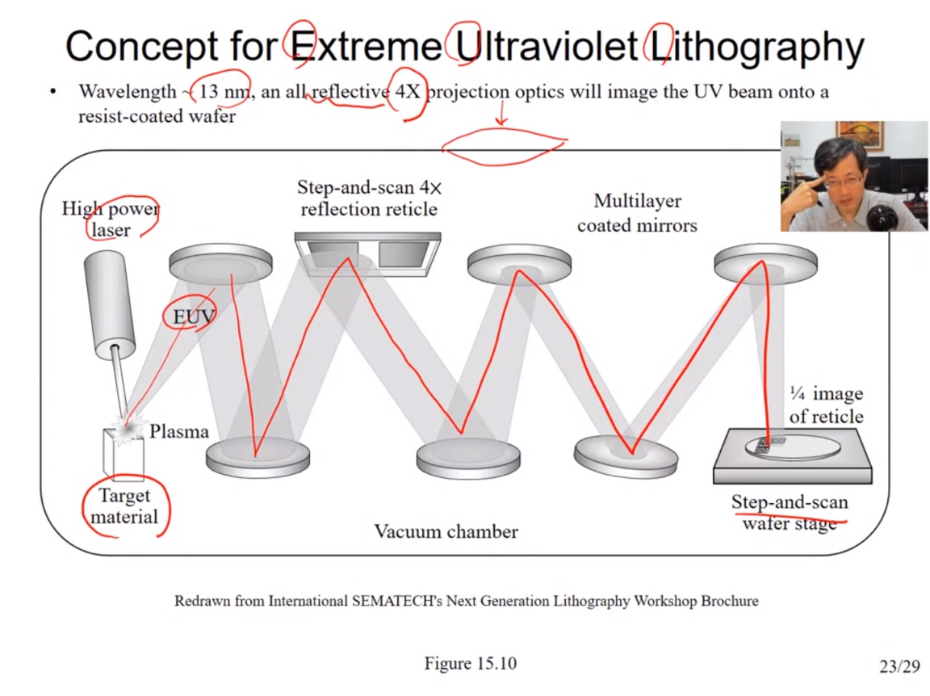 Concept for Extreme Ultraviolet Lithography
• Wavelength ~ 13 nm, an all reflective 4X projection optics will image the UV beam onto a
resist-coated wafer
High power
laser
Step-and-scan 4×
reflection reticle
Multilayer
coated mirrors
EUV
Plasma
¼ image
of reticle
Target
material
Step-and-scan
wafer stage
Vacuum chamber
Redrawn from International SEMATECH's Next Generation Lithography Workshop Brochure
Figure 15.10
23/29